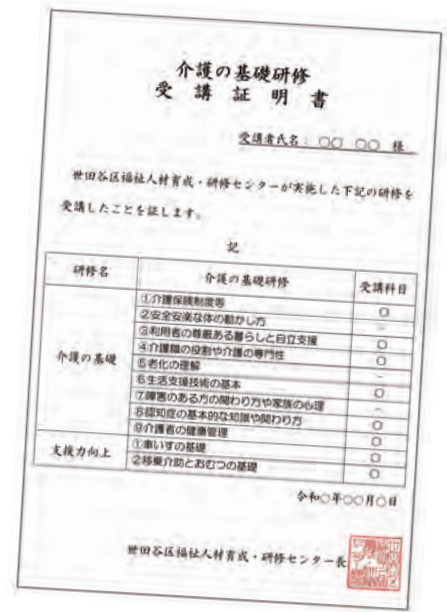 介護の基礎研修
受講証明書
受講者氏名： ○○ ○○ 様
世田谷区福祉人材育成・研修センターが実施した下記の研修を
受講したことを証します。
記
研修名 介護の基礎研修 受講科目
介護の基礎
①介護保険制度等 ○
②安全安楽な体の動かし方 −
③利用者の尊厳ある暮らしと自立支援 ○
④介護職の役割や介護の専門性 ○
⑤老化の理解 −
⑥生活支援技術の基本 ○
⑦障害のある方の関わり方や家族の心理 −
⑧認知症の基本的な知識や関わり方 ○
⑨介護者の健康管理 ○
支援力向上
①車いすの基礎 ○
②移乗介助とおむつの基礎 ○
令和○年○○月○日
世田谷区福祉人材育成・研修センター長